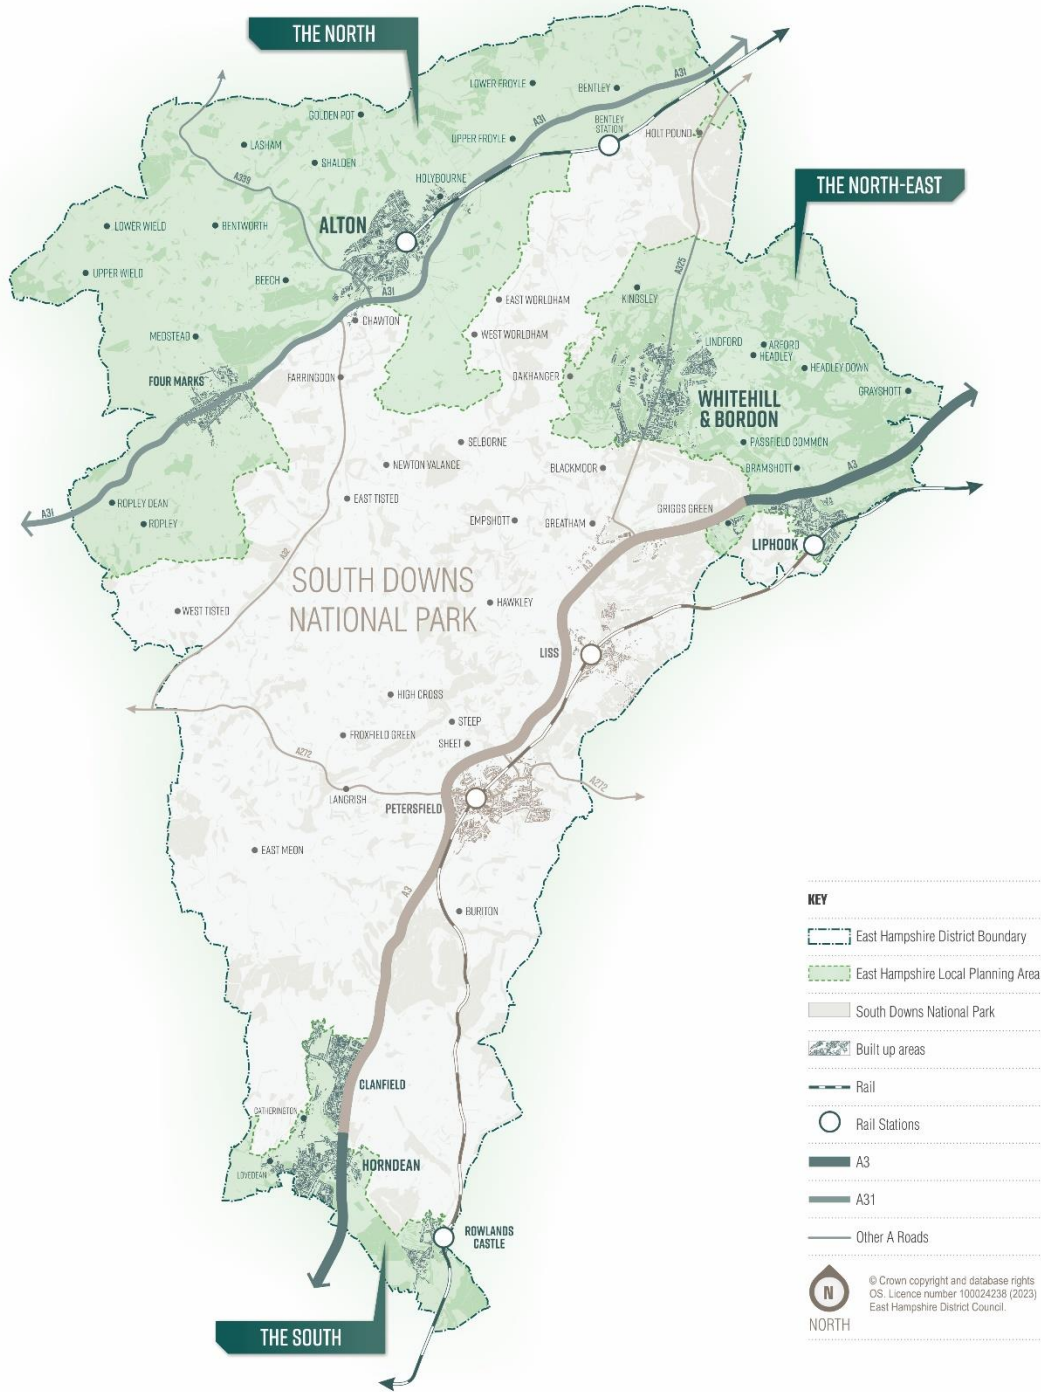 THE NORTH
LOWER FROYLE
BENTLEY
A31
GOLDEN POT
A31
BENTLEY
STATION
HOLT POUND
UPPER FROYLE
LASHAM
SHALDEN
A339
HOLYBOURNE
THE NORTH-EAST
LOWER WIELD
BENTWORTH
ALTON
UPPER WIELD
BEECH
A31
A325
KINGSLEY
EAST WORLDHAM
CHAWTON
WEST WORLDHAM
MEDSTEAD
LINDFORD
ARFORD
HEADLEY
HEADLEY DOWN
FOUR MARKS
FARRINGDON
OAKHANGER
GRAYSHOTT
WHITEHILL
& BORDON
SELBORNE
PASSFIELD COMMON
NEWTON VALANCE
BLACKMOOR
BRAMSHOTT
A3
EAST TISTED
ROPLEY DEAN
A31
ROPLEY
EMPSHOTT
GREATHAM
GRIGGS GREEN
A3
LIPHOOK
A32
A3
SOUTH DOWNS
NATIONAL PARK
WEST TISTED
HAWKLEY
LISS
HIGH CROSS
STEEP
FROXFIELD GREEN
SHEET
A272
LANGRISH
PETERSFIELD
A272
EAST MEON
A3
BURITON
CLANFIELD
CATHERINGTON
LOVEDEAN
HORNDEAN
ROWLANDS
CASTLE
THE SOUTH
KEY
East Hampshire District Boundary
East Hampshire Local Planning Area
South Downs National Park
Built up areas
Rail
Rail Stations
A3
A31
Other A Roads
N
NORTH
© Crown copyright and database rights
OS. Licence number 100024238 (2023)
East Hampshire District Council.